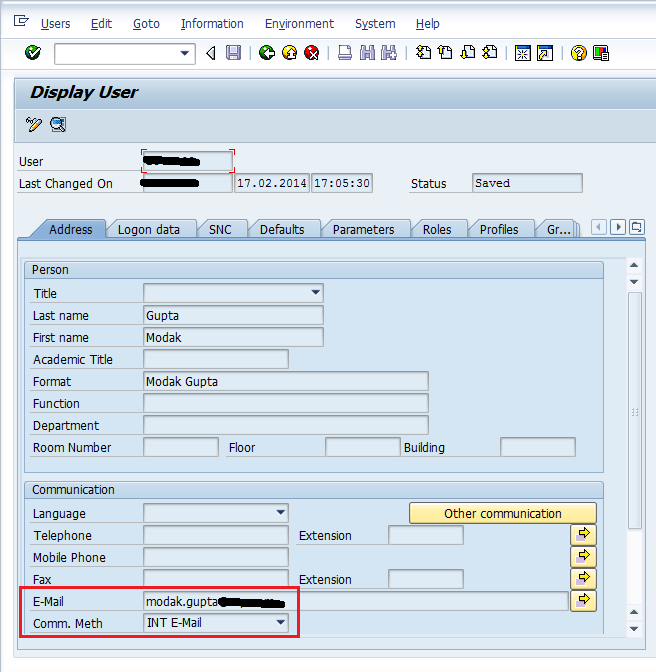 Users Edit Goto Information Environment System Help
Display User
User
Last Changed On 17.02.2014 17:05:30 Status Saved
Address Logon data SNC Defaults Parameters Roles Profiles Gr...
Person
Title
Last name Gupta
First name Modak
Academic Title
Format Modak Gupta
Function
Department
Room Number Floor Building
Communication
Language Other communication
Telephone Extension
Mobile Phone
Fax Extension
E-Mail modak.gupta
Comm. Meth INT E-Mail